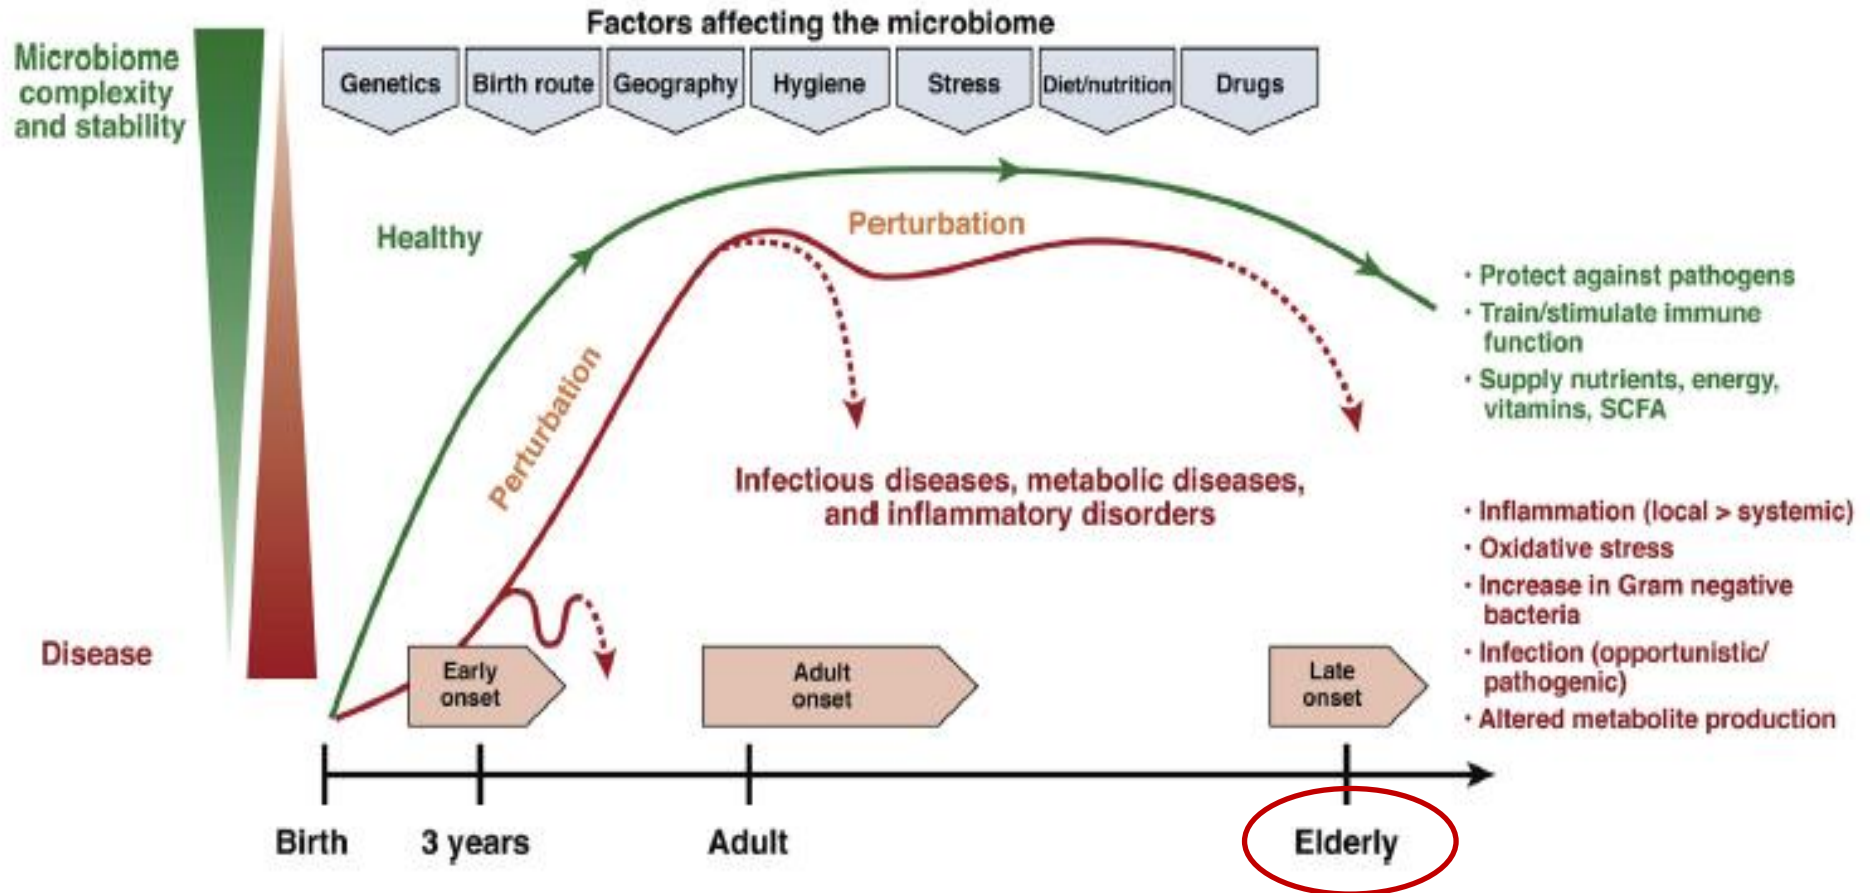 Factors affecting the microbiome
Microbiome
complexity
and stability
Genetics
Birth route
Geography
Hygiene
Stress
Diet/nutrition
Drugs
Healthy
Perturbation
Perturbation
· Protect against pathogens
· Train/stimulate immune
function
· Supply nutrients, energy,
vitamins, SCFA
Infectious diseases, metabolic diseases,
and inflammatory disorders
· Inflammation (local > systemic)
· Oxidative stress
· Increase in Gram negative
bacteria
· Infection (opportunistic/
pathogenic)
· Altered metabolite production
Disease
Early
onset
Adult
onset
Late
onset
Birth
3 years
Adult
Elderly